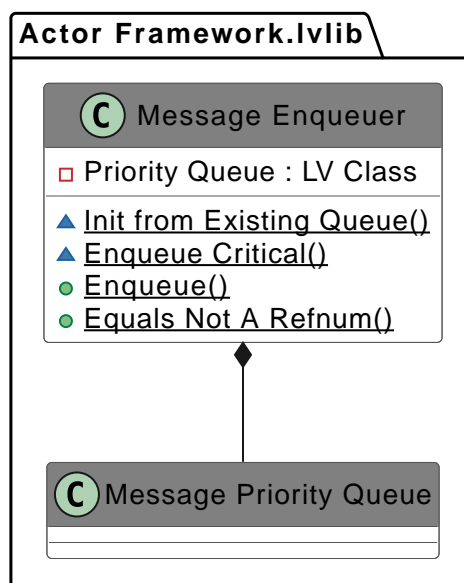 Actor Framework.lvlib
C Message Enqueuer
Priority Queue : LV Class
Init from Existing Queue()
Enqueue Critical()
Enqueue()
Equals Not A Refnum()
C Message Priority Queue